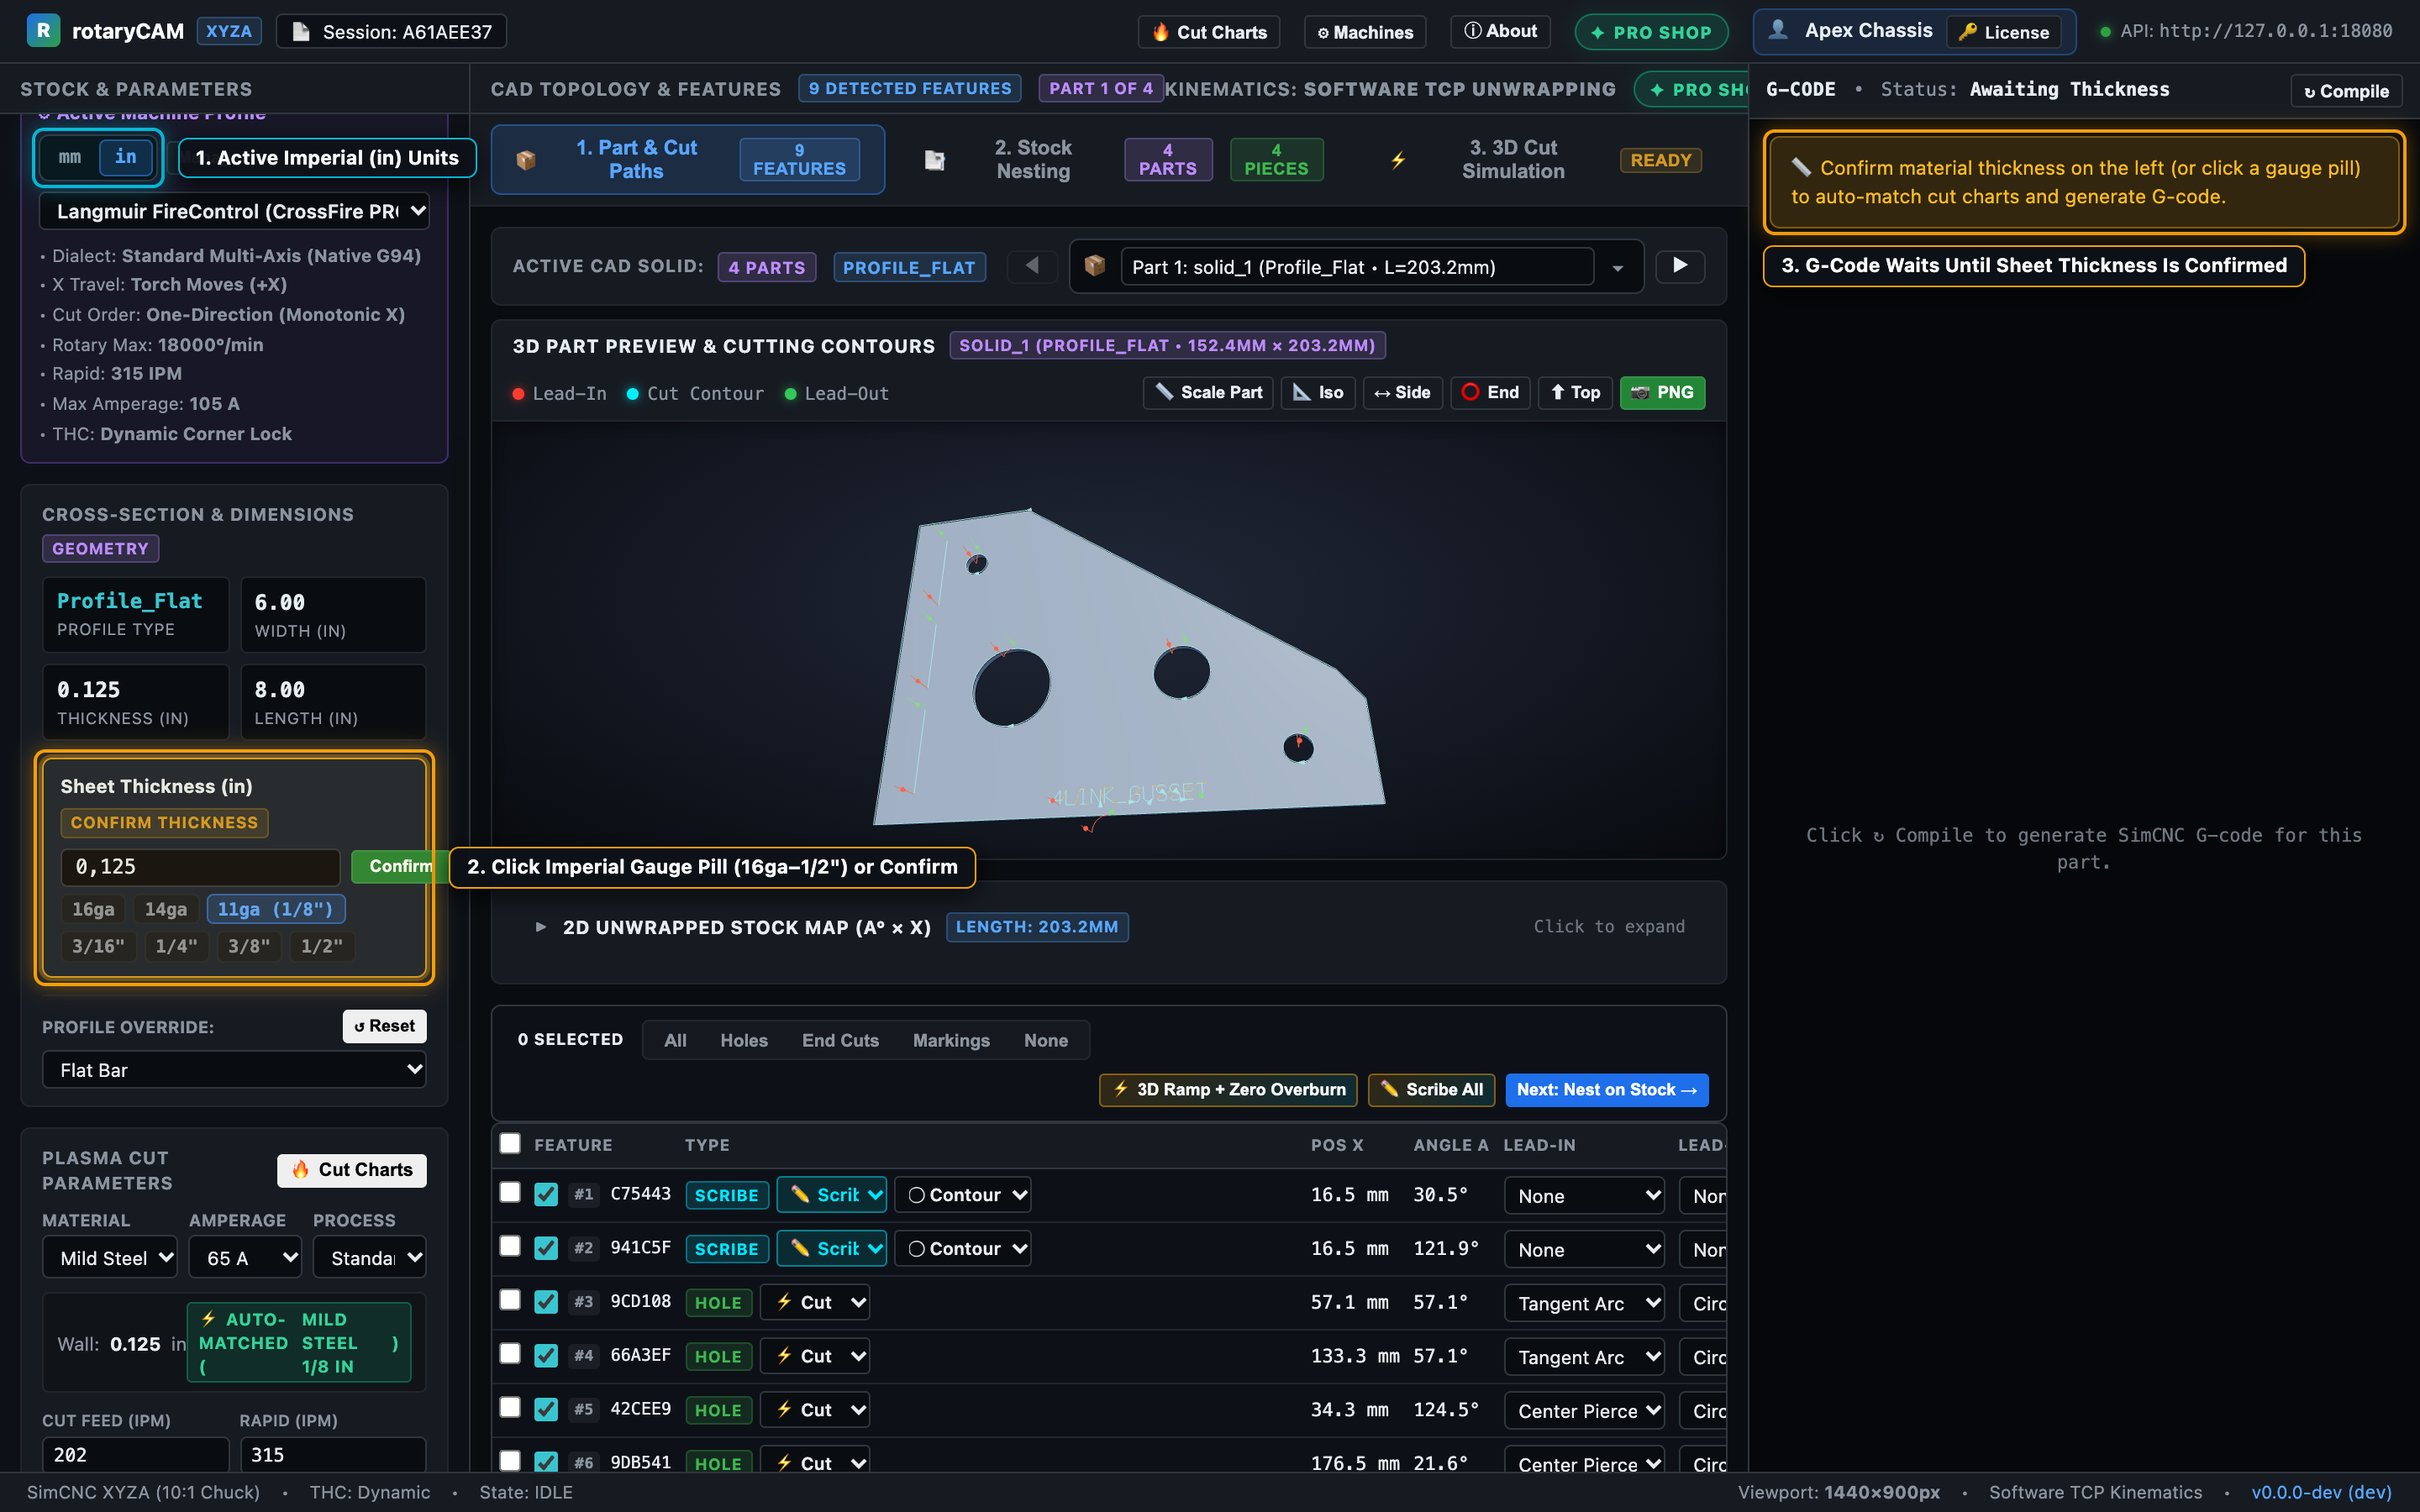 R rotaryCAM XYZA 📄 Session: A61AEE37
🔥 Cut Charts ⚙ Machines ⓘ About ✦ PRO SHOP 👤 Apex Chassis 🔑 License API: http://127.0.0.1:18080
STOCK & PARAMETERS
Active Machine Profile
mm in
1. Active Imperial (in) Units
Langmuir FireControl (CrossFire PR
• Dialect: Standard Multi-Axis (Native G94)
• X Travel: Torch Moves (+X)
• Cut Order: One-Direction (Monotonic X)
• Rotary Max: 18000°/min
• Rapid: 315 IPM
• Max Amperage: 105 A
• THC: Dynamic Corner Lock
CROSS-SECTION & DIMENSIONS
GEOMETRY
Profile_Flat
PROFILE TYPE
6.00
WIDTH (IN)
0.125
THICKNESS (IN)
8.00
LENGTH (IN)
Sheet Thickness (in)
CONFIRM THICKNESS
0,125 Confirm
2. Click Imperial Gauge Pill (16ga–1/2") or Confirm
16ga 14ga 11ga (1/8")
3/16" 1/4" 3/8" 1/2"
PROFILE OVERRIDE: ↺ Reset
Flat Bar
PLASMA CUT
PARAMETERS
🔥 Cut Charts
MATERIAL AMPERAGE PROCESS
Mild Steel 65 A Standa
Wall: 0.125 in
⚡ AUTO-
MATCHED
(
MILD
STEEL
1/8 IN
)
CUT FEED (IPM) RAPID (IPM)
202 315
CAD TOPOLOGY & FEATURES 9 DETECTED FEATURES PART 1 OF 4 KINEMATICS: SOFTWARE TCP UNWRAPPING ✦ PRO SH
1. Part & Cut
Paths
9
FEATURES
2. Stock
Nesting
4
PARTS
4
PIECES
3. 3D Cut
Simulation
READY
ACTIVE CAD SOLID: 4 PARTS PROFILE_FLAT ◀ Part 1: solid_1 (Profile_Flat • L=203.2mm) ▶
3D PART PREVIEW & CUTTING CONTOURS SOLID_1 (PROFILE_FLAT • 152.4MM × 203.2MM)
Lead-In Cut Contour Lead-Out
Scale Part Iso ↔ Side End ⬆ Top PNG
4LINK_GUSSET
▶ 2D UNWRAPPED STOCK MAP (A° × X) LENGTH: 203.2MM Click to expand
0 SELECTED All Holes End Cuts Markings None
⚡ 3D Ramp + Zero Overburn ✏️ Scribe All Next: Nest on Stock →
FEATURE TYPE POS X ANGLE A LEAD-IN LEAD-
#1 C75443 SCRIBE Scrib Contour 16.5 mm 30.5° None Non
#2 941C5F SCRIBE Scrib Contour 16.5 mm 121.9° None Non
#3 9CD108 HOLE ⚡ Cut 57.1 mm 57.1° Tangent Arc Circ
#4 66A3EF HOLE ⚡ Cut 133.3 mm 57.1° Tangent Arc Circ
#5 42CEE9 HOLE ⚡ Cut 34.3 mm 124.5° Center Pierce Circ
#6 9DB541 HOLE ⚡ Cut 176.5 mm 21.6° Center Pierce Circ
G-CODE • Status: Awaiting Thickness ↻ Compile
📏 Confirm material thickness on the left (or click a gauge pill)
to auto-match cut charts and generate G-code.
3. G-Code Waits Until Sheet Thickness Is Confirmed
Click ↻ Compile to generate SimCNC G-code for this
part.
SimCNC XYZA (10:1 Chuck) • THC: Dynamic • State: IDLE
Viewport: 1440×900px • Software TCP Kinematics • v0.0.0-dev (dev)